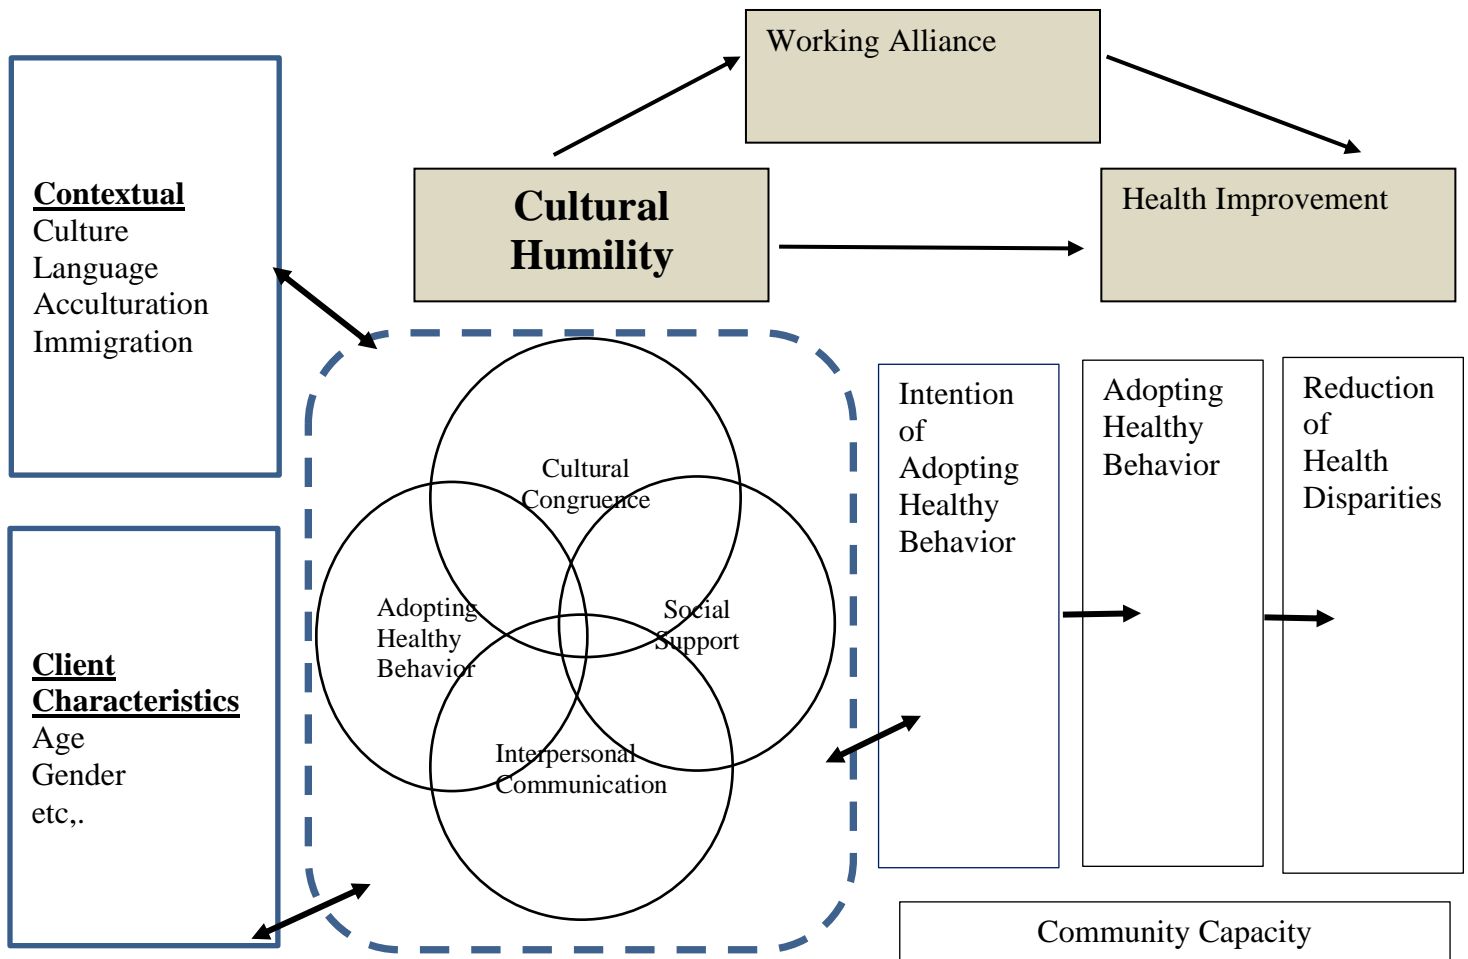 Working Alliance
Cultural
Humility
Health Improvement
Contextual
Culture
Language
Acculturation
Immigration
Client
Characteristics
Age
Gender
etc,.
Cultural
Congruence
Adopting
Healthy
Behavior
Social
Support
Interpersonal
Communication
Intention
of
Adopting
Healthy
Behavior
Adopting
Healthy
Behavior
Reduction
of
Health
Disparities
Community Capacity